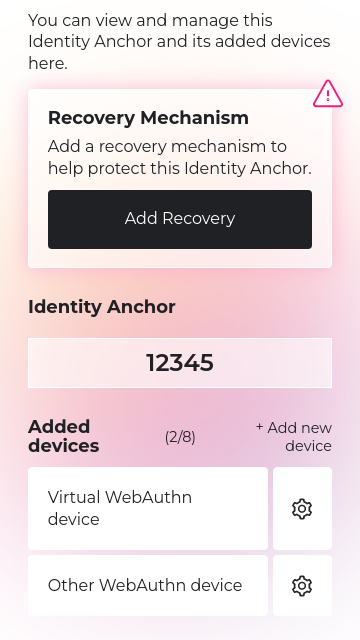 You can view and manage this
Identity Anchor and its added devices
here.
Recovery Mechanism
Add a recovery mechanism to
help protect this Identity Anchor.
Add Recovery
Identity Anchor
12345
Added
devices
(2/8)
+ Add new
device
Virtual WebAuthn
device
Other WebAuthn device